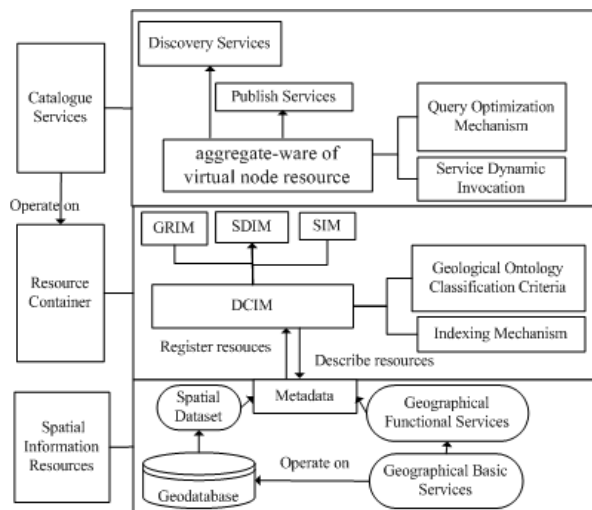 Discovery Services
Catalogue
Services
Publish Services
Query Optimization
Mechanism
aggregate-ware of
virtual node resource
Service Dynamic
Invocation
Operate on
GRIM
SDIM
SIM
Resource
Container
Geological Ontology
Classification Criteria
DCIM
Indexing Mechanism
Register resouces
Describe resources
Spatial
Information
Resources
Spatial
Dataset
Metadata
Geographical
Functional Services
Operate on
Geodatabase
Geographical Basic
Services